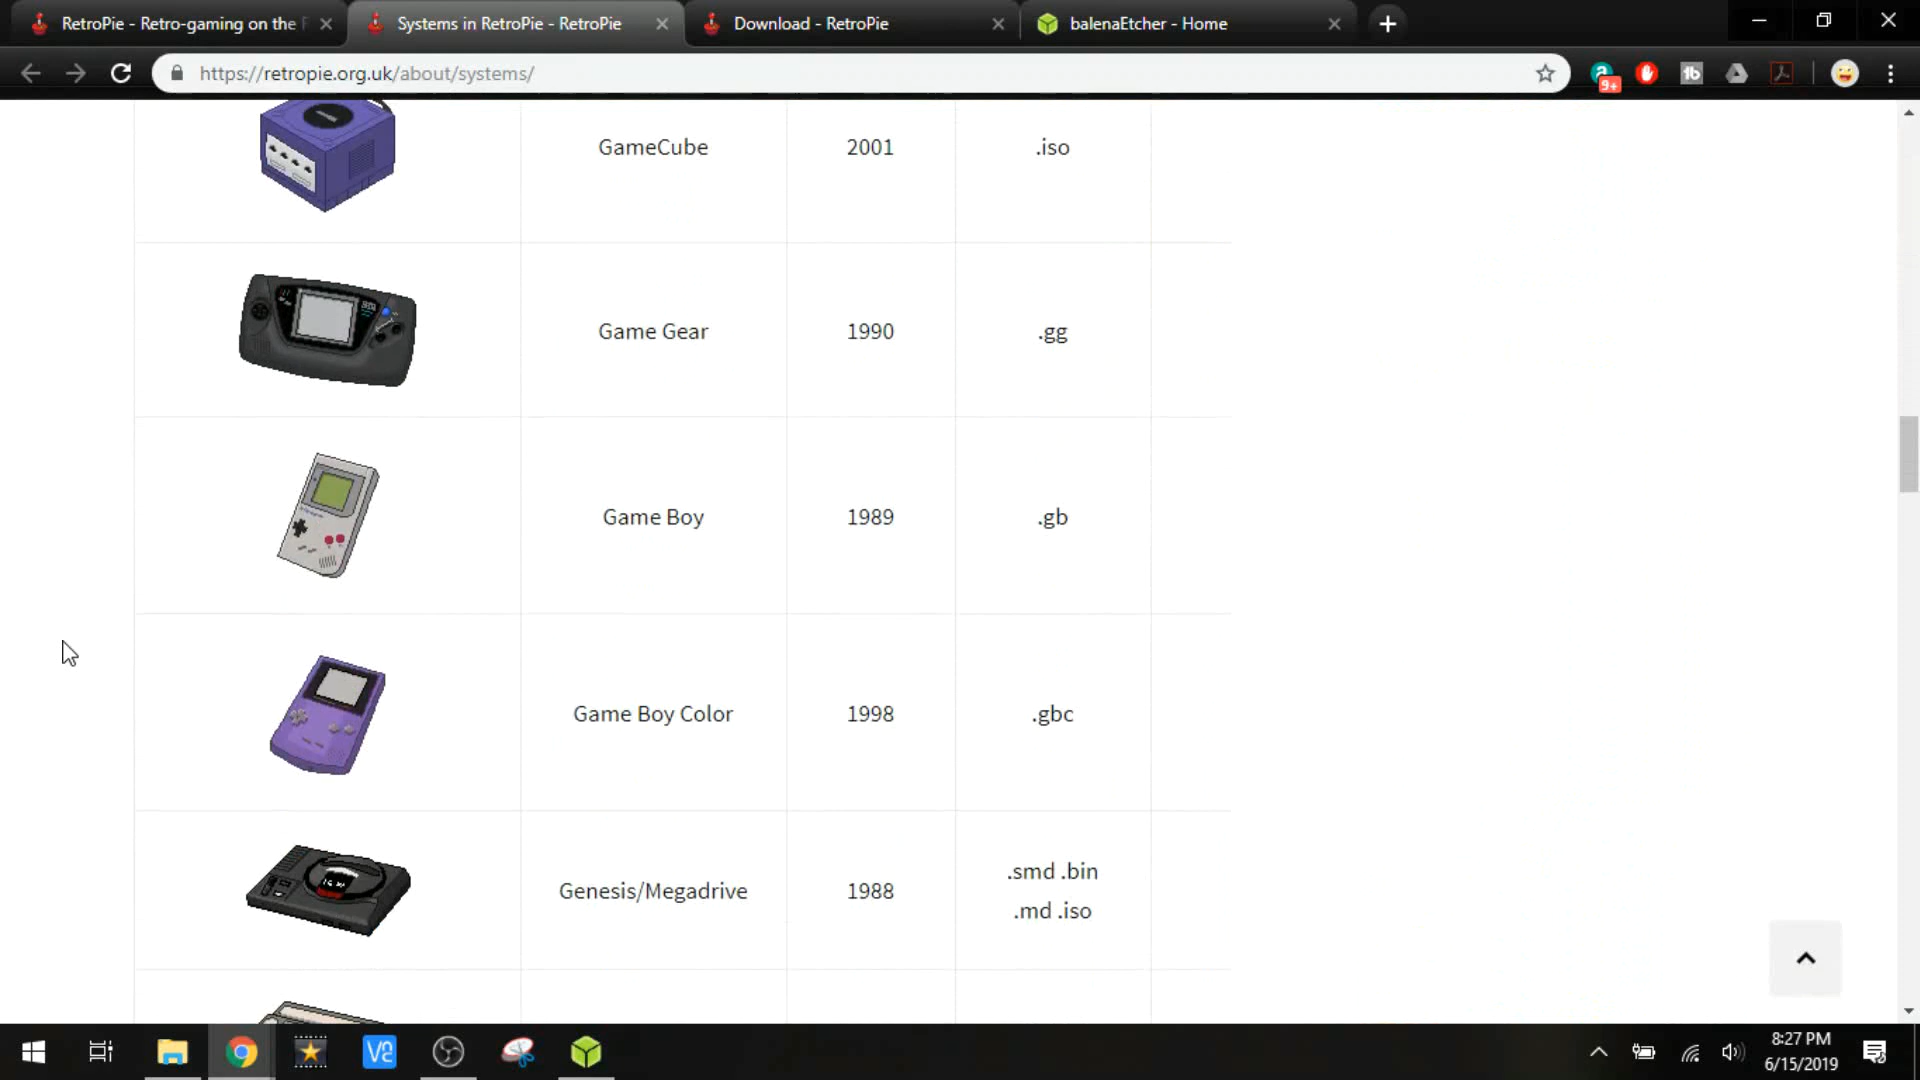 RetroPie - Retro-gaming on the
Systems in RetroPie - RetroPie
Download - RetroPie
balenaEtcher - Home
https://retropie.org.uk/about/systems/
9+
GameCube 2001 .iso
Game Gear 1990 .gg
Game Boy 1989 .gb
Game Boy Color 1998 .gbc
Genesis/Megadrive 1988 .smd .bin
.md .iso
8:27 PM
6/15/2019